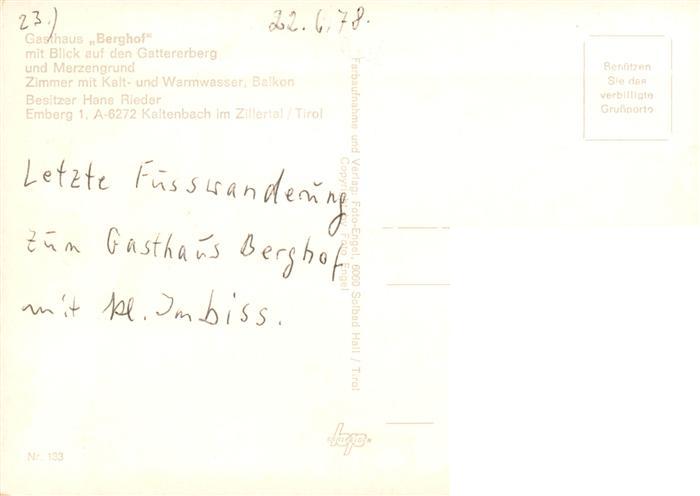 23.)
22.6.78.
Gasthaus „Berghof“
mit Blick auf den Gattererberg
und Merzengrund
Zimmer mit Kalt- und Warmwasser, Balkon
Besitzer Hans Rieder
Emberg 1, A-6272 Kaltenbach im Zillertal / Tirol
Benützen
Sie das
verbilligte
Grußporto
Letzte Fusswanderung
zum Gasthaus Berghof
mit kl. Imbiss.
Farbaufnahme und Verlag: Foto-Engel, 6060 Solbad Hall / Tirol
Copyright by Foto Engel
Nr. 133